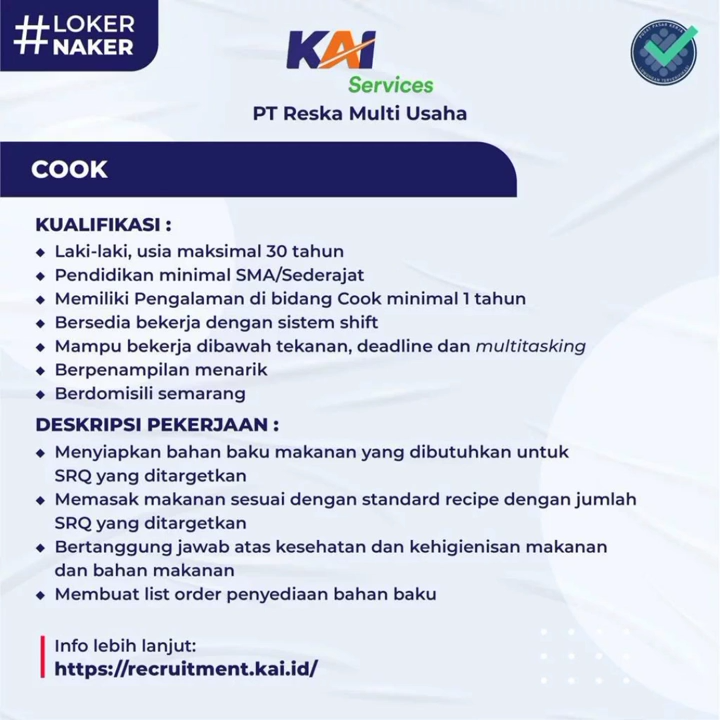 #LOKER
NAKER
KAI
Services
PT Reska Multi Usaha
COOK
KUALIFIKASI :
◆ Laki-laki, usia maksimal 30 tahun
◆ Pendidikan minimal SMA/Sederajat
◆ Memiliki Pengalaman di bidang Cook minimal 1 tahun
◆ Bersedia bekerja dengan sistem shift
◆ Mampu bekerja dibawah tekanan, deadline dan multitasking
◆ Berpenampilan menarik
◆ Berdomisili semarang
DESKRIPSI PEKERJAAN :
◆ Menyiapkan bahan baku makanan yang dibutuhkan untuk
SRQ yang ditargetkan
◆ Memasak makanan sesuai dengan standard recipe dengan jumlah
SRQ yang ditargetkan
◆ Bertanggung jawab atas kesehatan dan kehigienisan makanan
dan bahan makanan
◆ Membuat list order penyediaan bahan baku
Info lebih lanjut:
https://recruitment.kai.id/